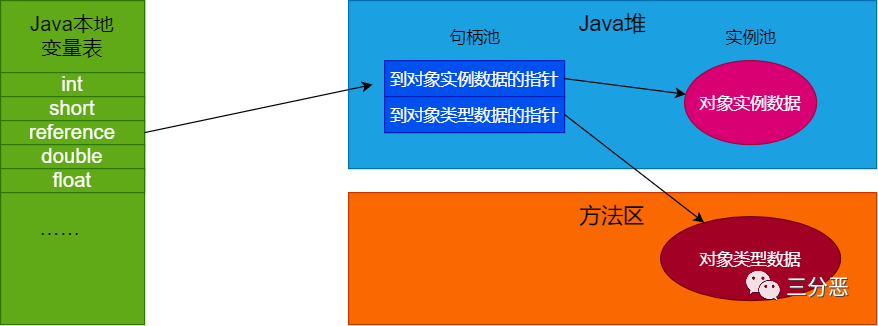 Java本地
变量表
int
short
reference
double
float
……
Java堆
句柄池
实例池
到对象实例数据的指针
到对象类型数据的指针
对象实例数据
方法区
对象类型数据
三分恶